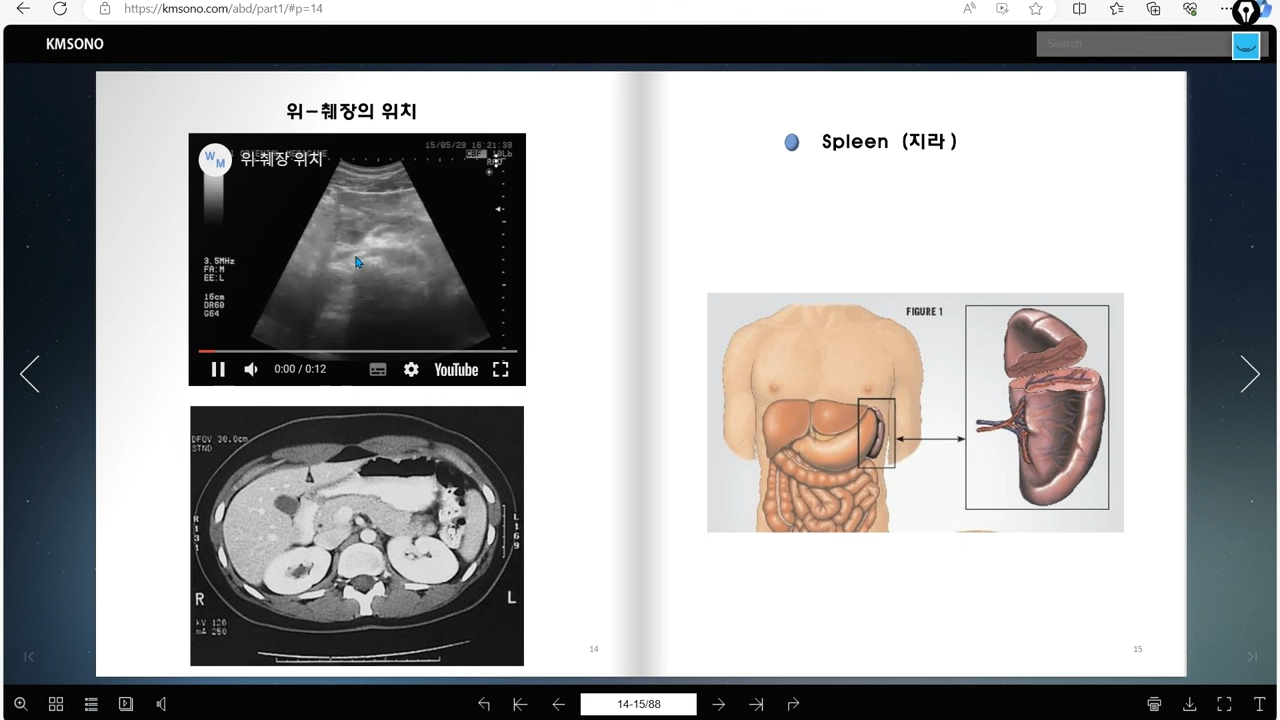 https://kmsono.com/abd/part1/#p=14
KMSONO
Search
위-췌장의 위치
15/05/29 16:21:38
위-췌장 위치
3.5MHz
FA:M
EE:L
16cm
DR60
G64
0:00 / 0:12
YouTube
DFOV 30.0cm
STND
R
131
L
169
R
L
kV 120
mA 250
14
Spleen (지라)
FIGURE 1
15
14-15/88